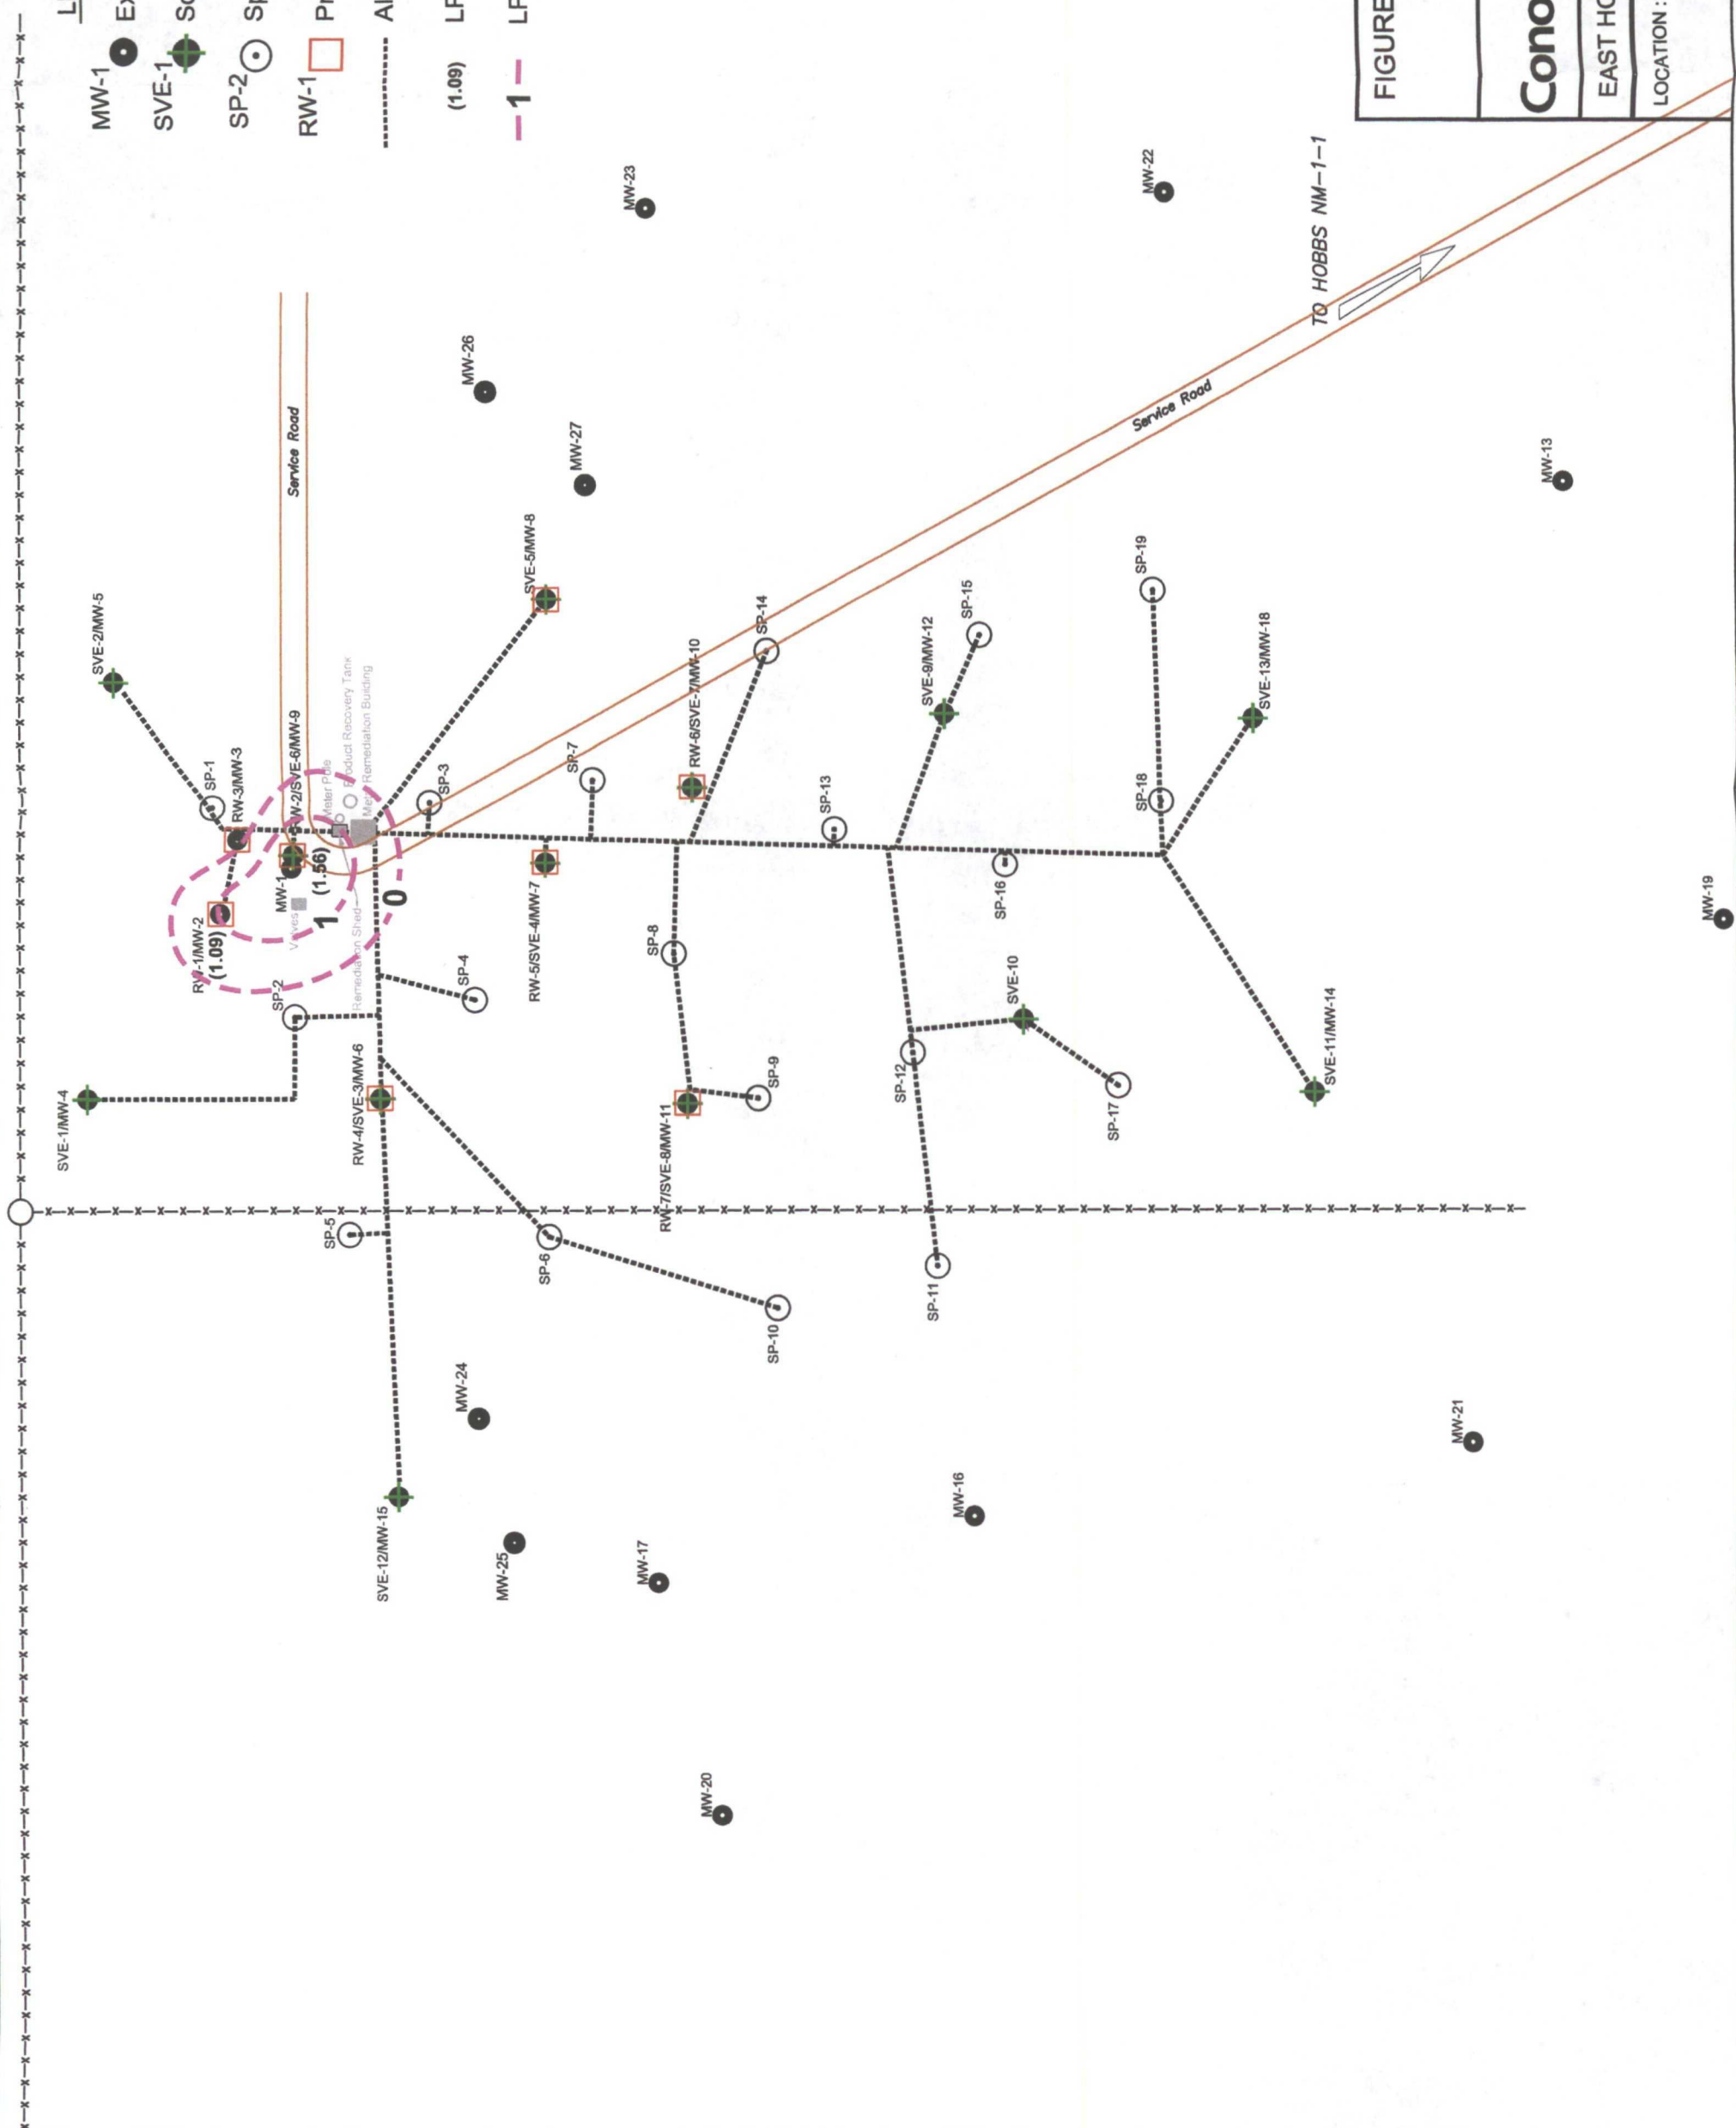 L
MW-1
Ex
SVE-1
So
SP-2
Sp
RW-1
Pr
(1.09)
LP
1
LP
FIGURE
Cono
EAST HO
LOCATION :
MW-23
MW-22
TO HOBBS NM-1-1
MW-26
Service Road
MW-27
Service Road
MW-13
SVE-2/MW-5
SVE-5/MW-8
SP-19
SP-14
SP-15
SVE-9/MW-12
SVE-13/MW-18
SP-1
RW-3/MW-3
RW-2/SVE-6/MW-9
Meter Pole
Product Recovery Tank
Metal Remediation Building
SP-3
SP-7
RW-6/SVE-7/MW-10
SP-13
SP-18
RW-1/MW-2
(1.09)
MW-1
(1.56)
Valves
1
0
Remediation Shed
SP-2
SP-4
RW-5/SVE-4/MW-7
SP-8
SP-16
SVE-10
MW-19
SVE-1/MW-4
RW-4/SVE-3/MW-6
SP-9
RW-7/SVE-8/MW-11
SP-12
SP-17
SVE-11/MW-14
SP-5
SP-6
SP-10
SP-11
MW-24
MW-21
SVE-12/MW-15
MW-25
MW-17
MW-16
MW-20